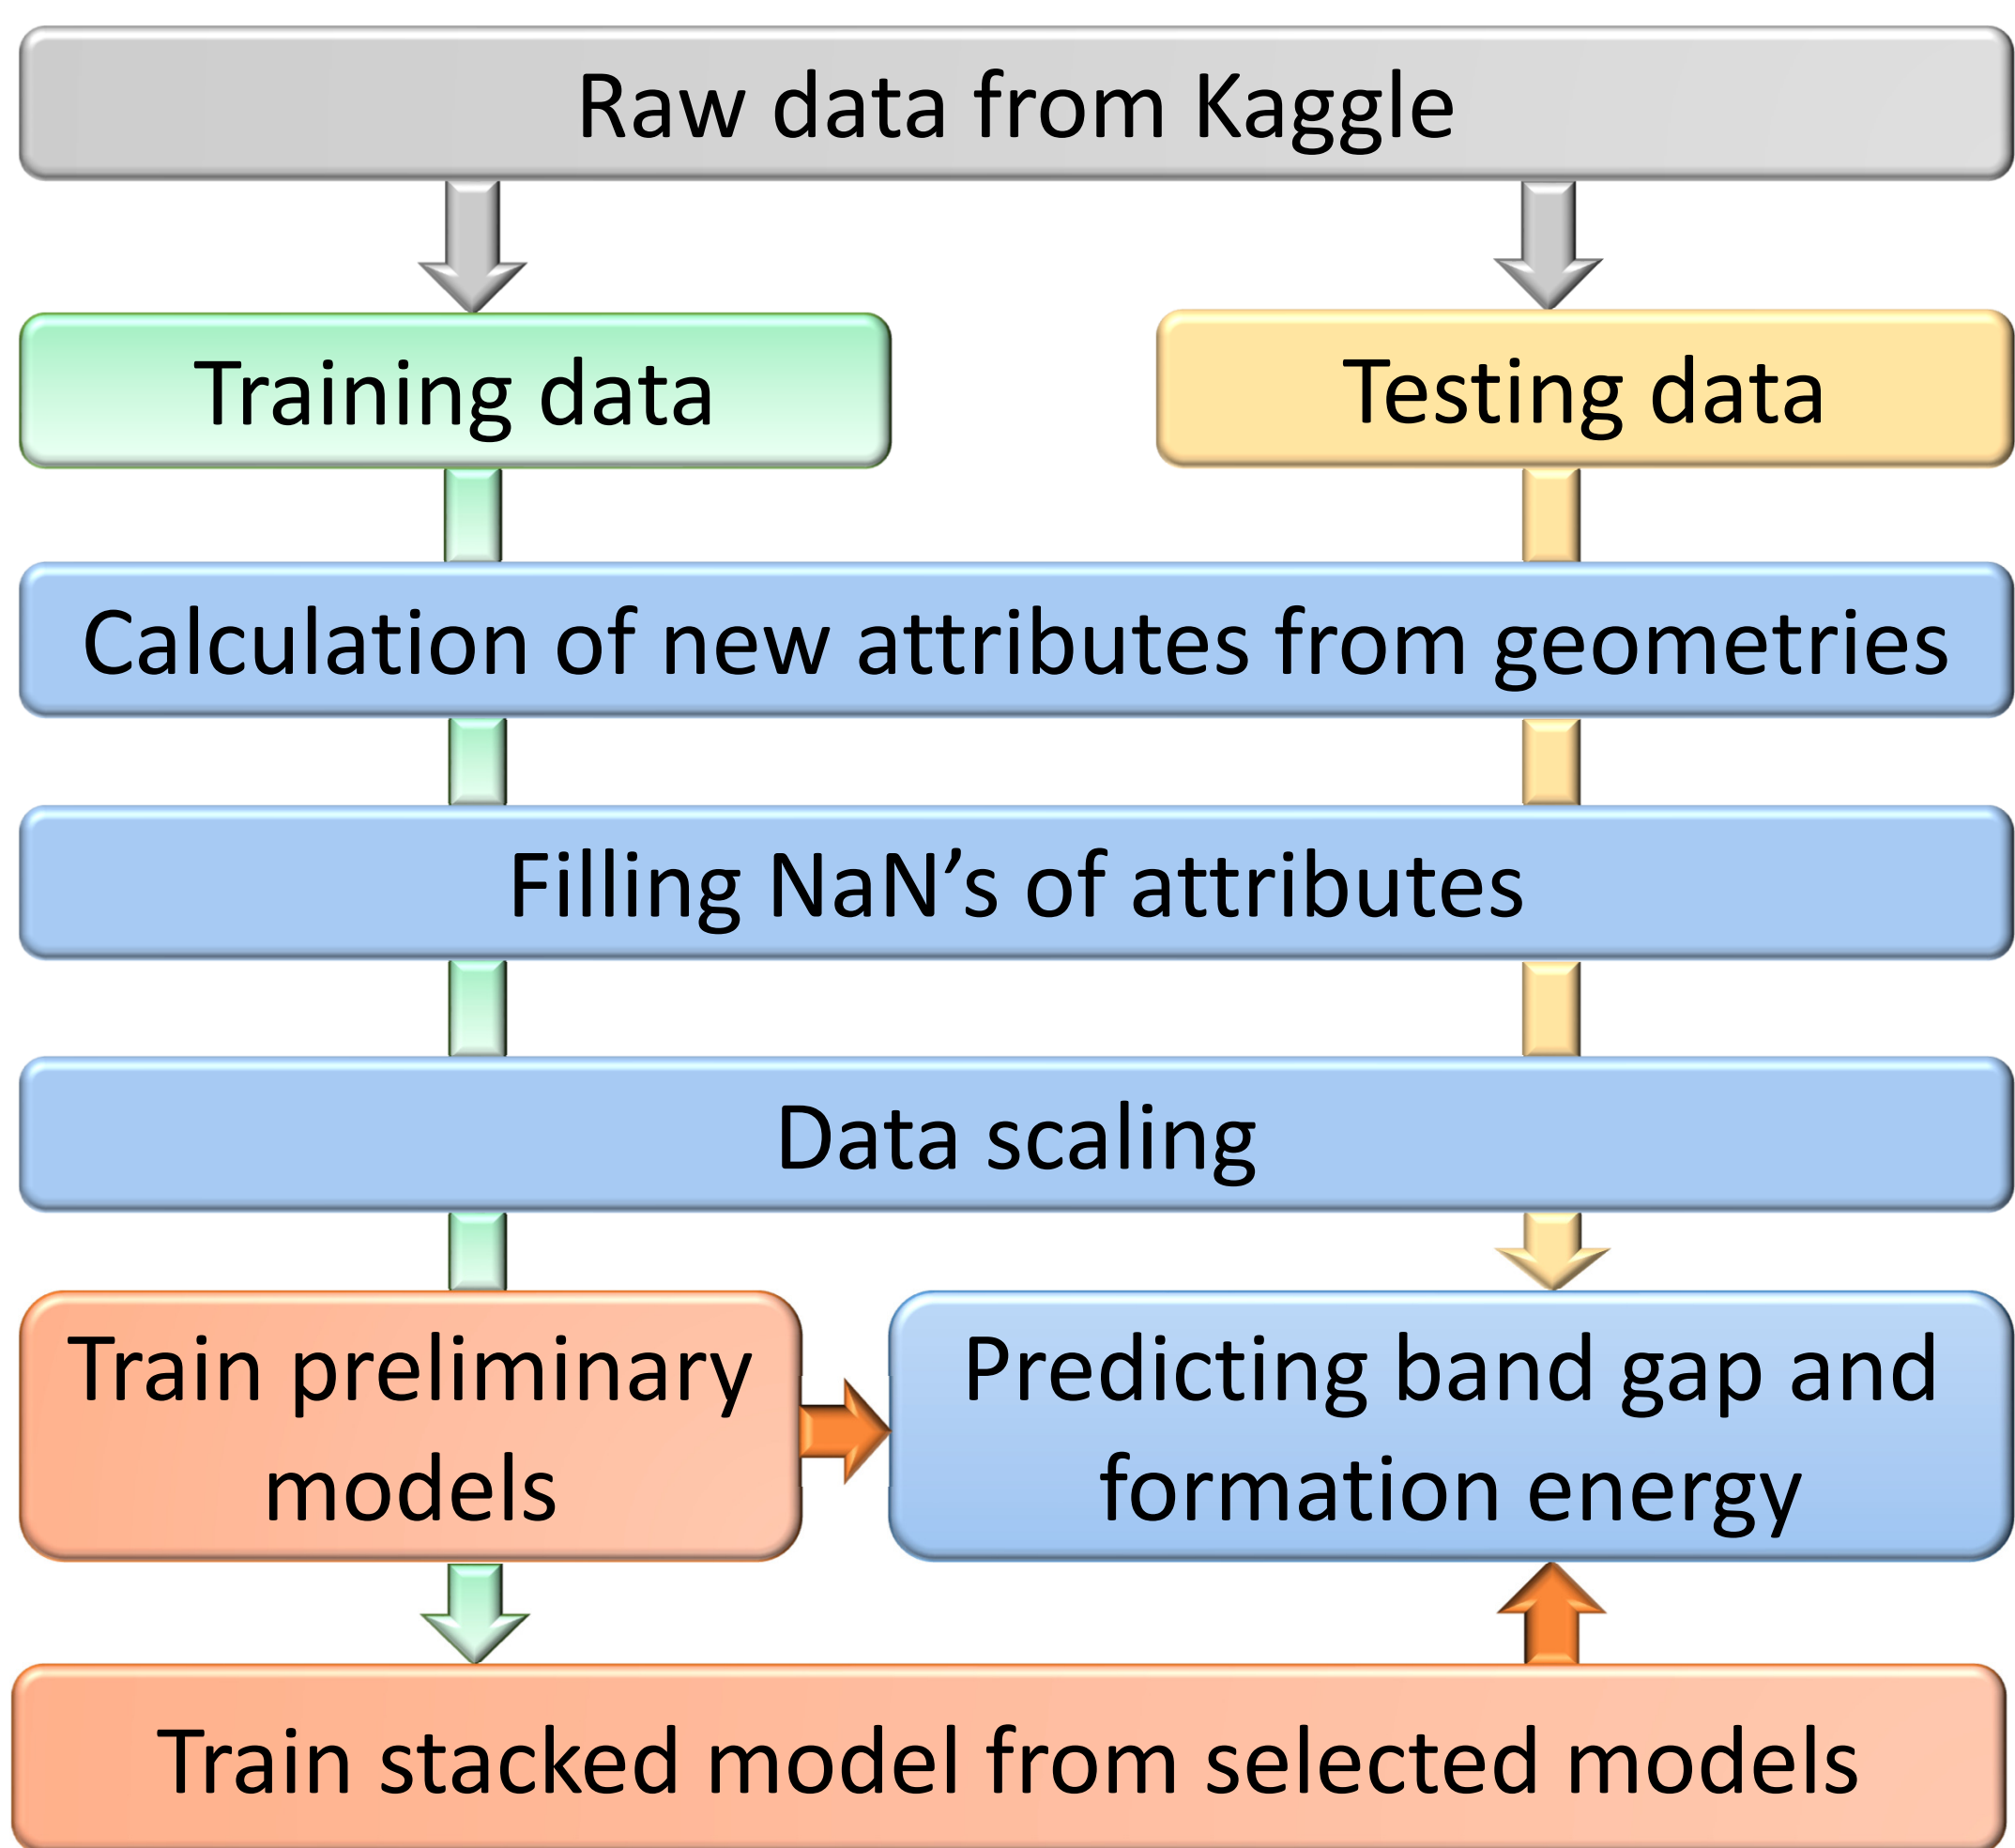 Raw data from Kaggle
Training data
Testing data
Calculation of new attributes from geometries
Filling NaN’s of attributes
Data scaling
Train preliminary
models
Predicting band gap and
formation energy
Train stacked model from selected models